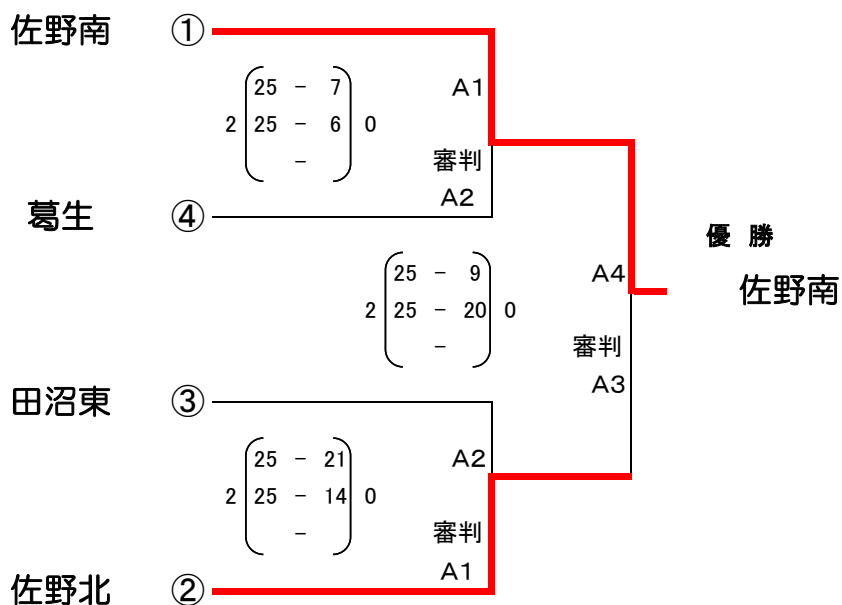 佐野南 ①
25 - 7 A1
2 25 - 6 0
- 審判
A2
葛生 ④
優 勝
25 - 9 A4
佐野南
2 25 - 20 0
- 審判
A3
田沼東 ③
25 - 21 A2
2 25 - 14 0
- 審判
A1
佐野北 ②